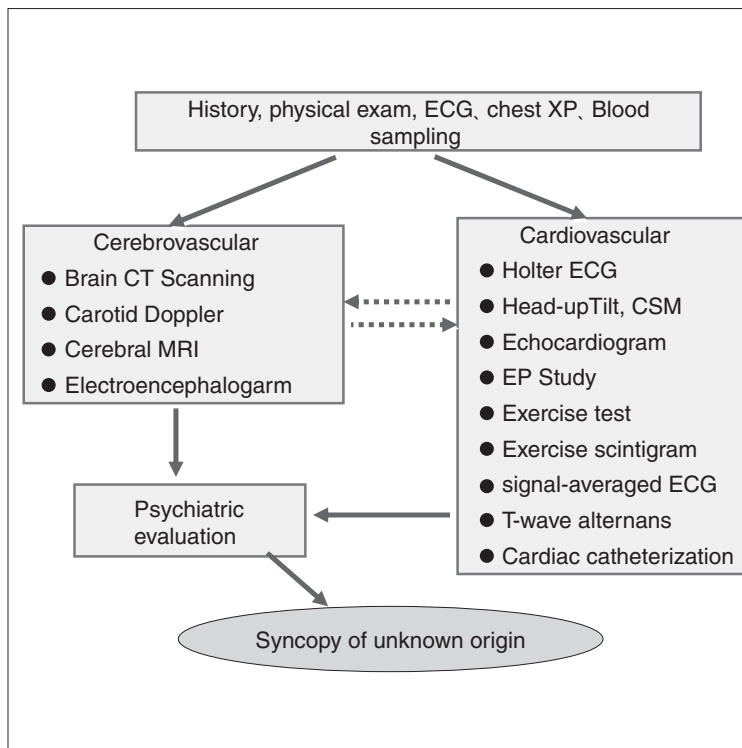 History, physical exam, ECG、chest XP、Blood
sampling
Cerebrovascular
● Brain CT Scanning
● Carotid Doppler
● Cerebral MRI
● Electroencephalogarm
Cardiovascular
● Holter ECG
● Head-upTilt, CSM
● Echocardiogram
● EP Study
● Exercise test
● Exercise scintigram
● signal-averaged ECG
● T-wave alternans
● Cardiac catheterization
Psychiatric
evaluation
Syncopy of unknown origin